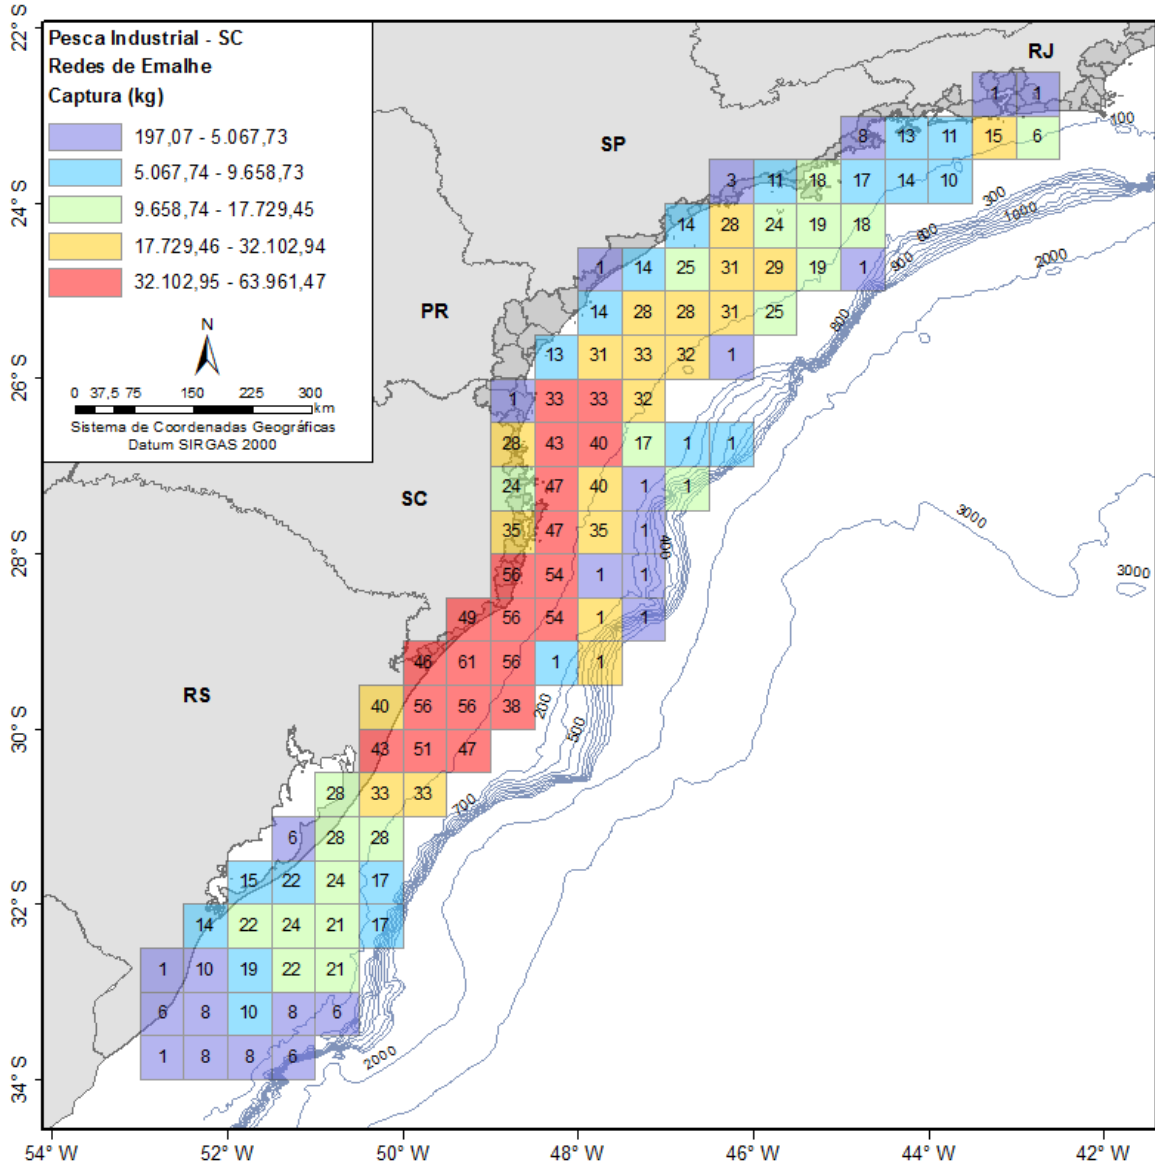 Pesca Industrial - SC
Redes de Emalhe
Captura (kg)
197,07 - 5.067,73
5.067,74 - 9.658,73
9.658,74 - 17.729,45
17.729,46 - 32.102,94
32.102,95 - 63.961,47
N
0 37,5 75 150 225 300
km
Sistema de Coordenadas Geográficas
Datum SIRGAS 2000
RJ
SP
PR
SC
RS
1 1
8 13 11 15 6
3 11 18 17 14 10
14 28 24 19 18
1 14 25 31 29 19 1
14 28 28 31 25
13 31 33 32 1
1 33 33 32
28 43 40 17 1 1
24 47 40 1 1
35 47 35 1
56 54 1 1
49 56 54 1 1
46 61 56 1 1
40 56 56 38
43 51 47
28 33 33
6 28 28
15 22 24 17
14 22 24 21 17
1 10 19 22 21
6 8 10 8 6
1 8 8 6
100
300
1000
600
900
2000
800
400
3000
3000
200
500
700
2000
22° S
24° S
26° S
28° S
30° S
32° S
34° S
54° W 52° W 50° W 48° W 46° W 44° W 42° W